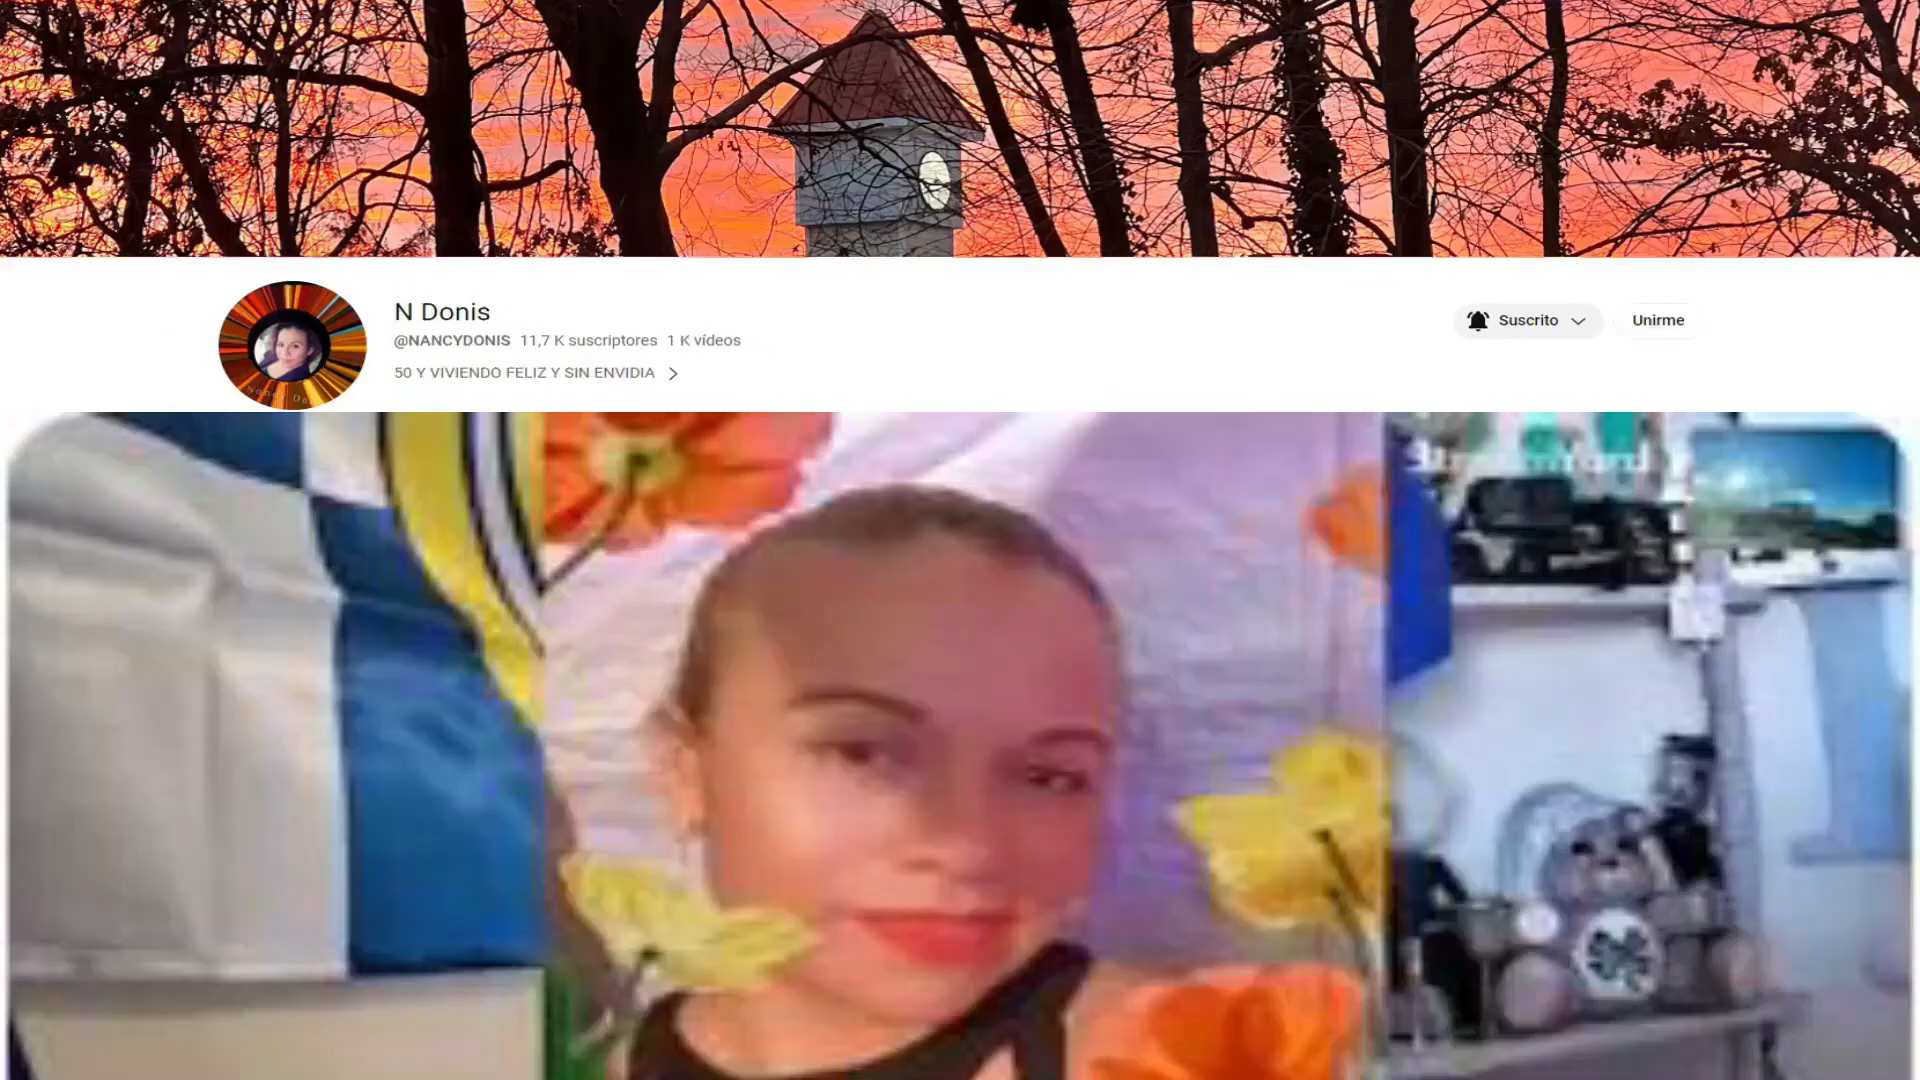 N Donis
@NANCYDONIS 11,7 K suscriptores 1 K vídeos
50 Y VIVIENDO FELIZ Y SIN ENVIDIA
Suscrito
Unirme